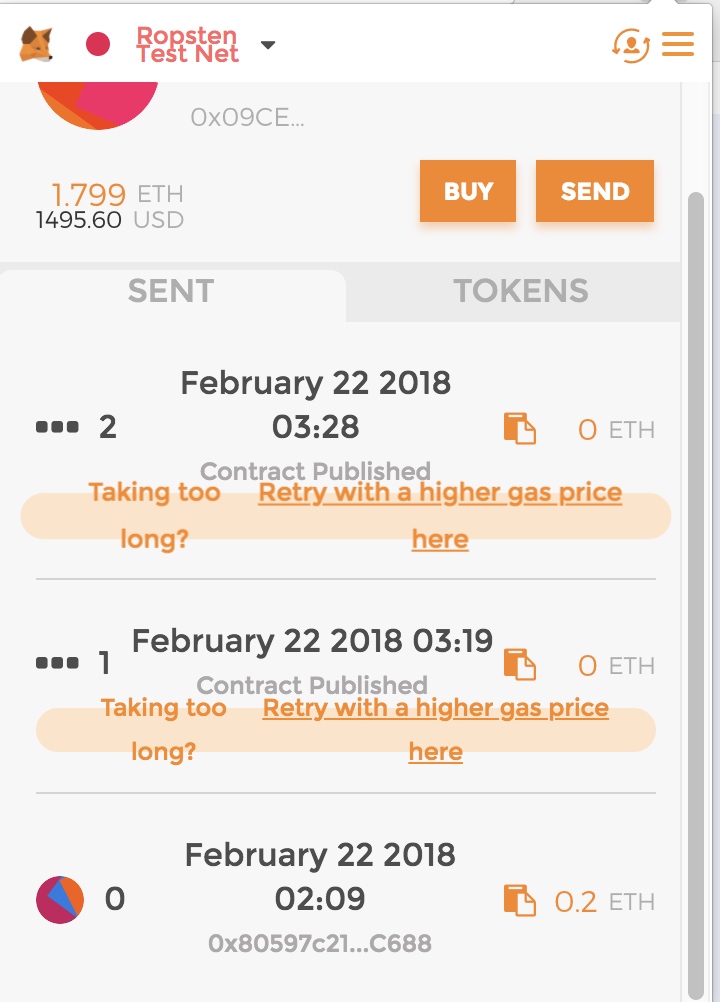 Ropsten
Test Net
0x09CE...
1.799 ETH
1495.60 USD
BUY
SEND
SENT
TOKENS
February 22 2018
2
03:28
0 ETH
Contract Published
Taking too
long?
Retry with a higher gas price
here
February 22 2018 03:19
1
0 ETH
Contract Published
Taking too
long?
Retry with a higher gas price
here
February 22 2018
0
02:09
0.2 ETH
0x80597c21...C688